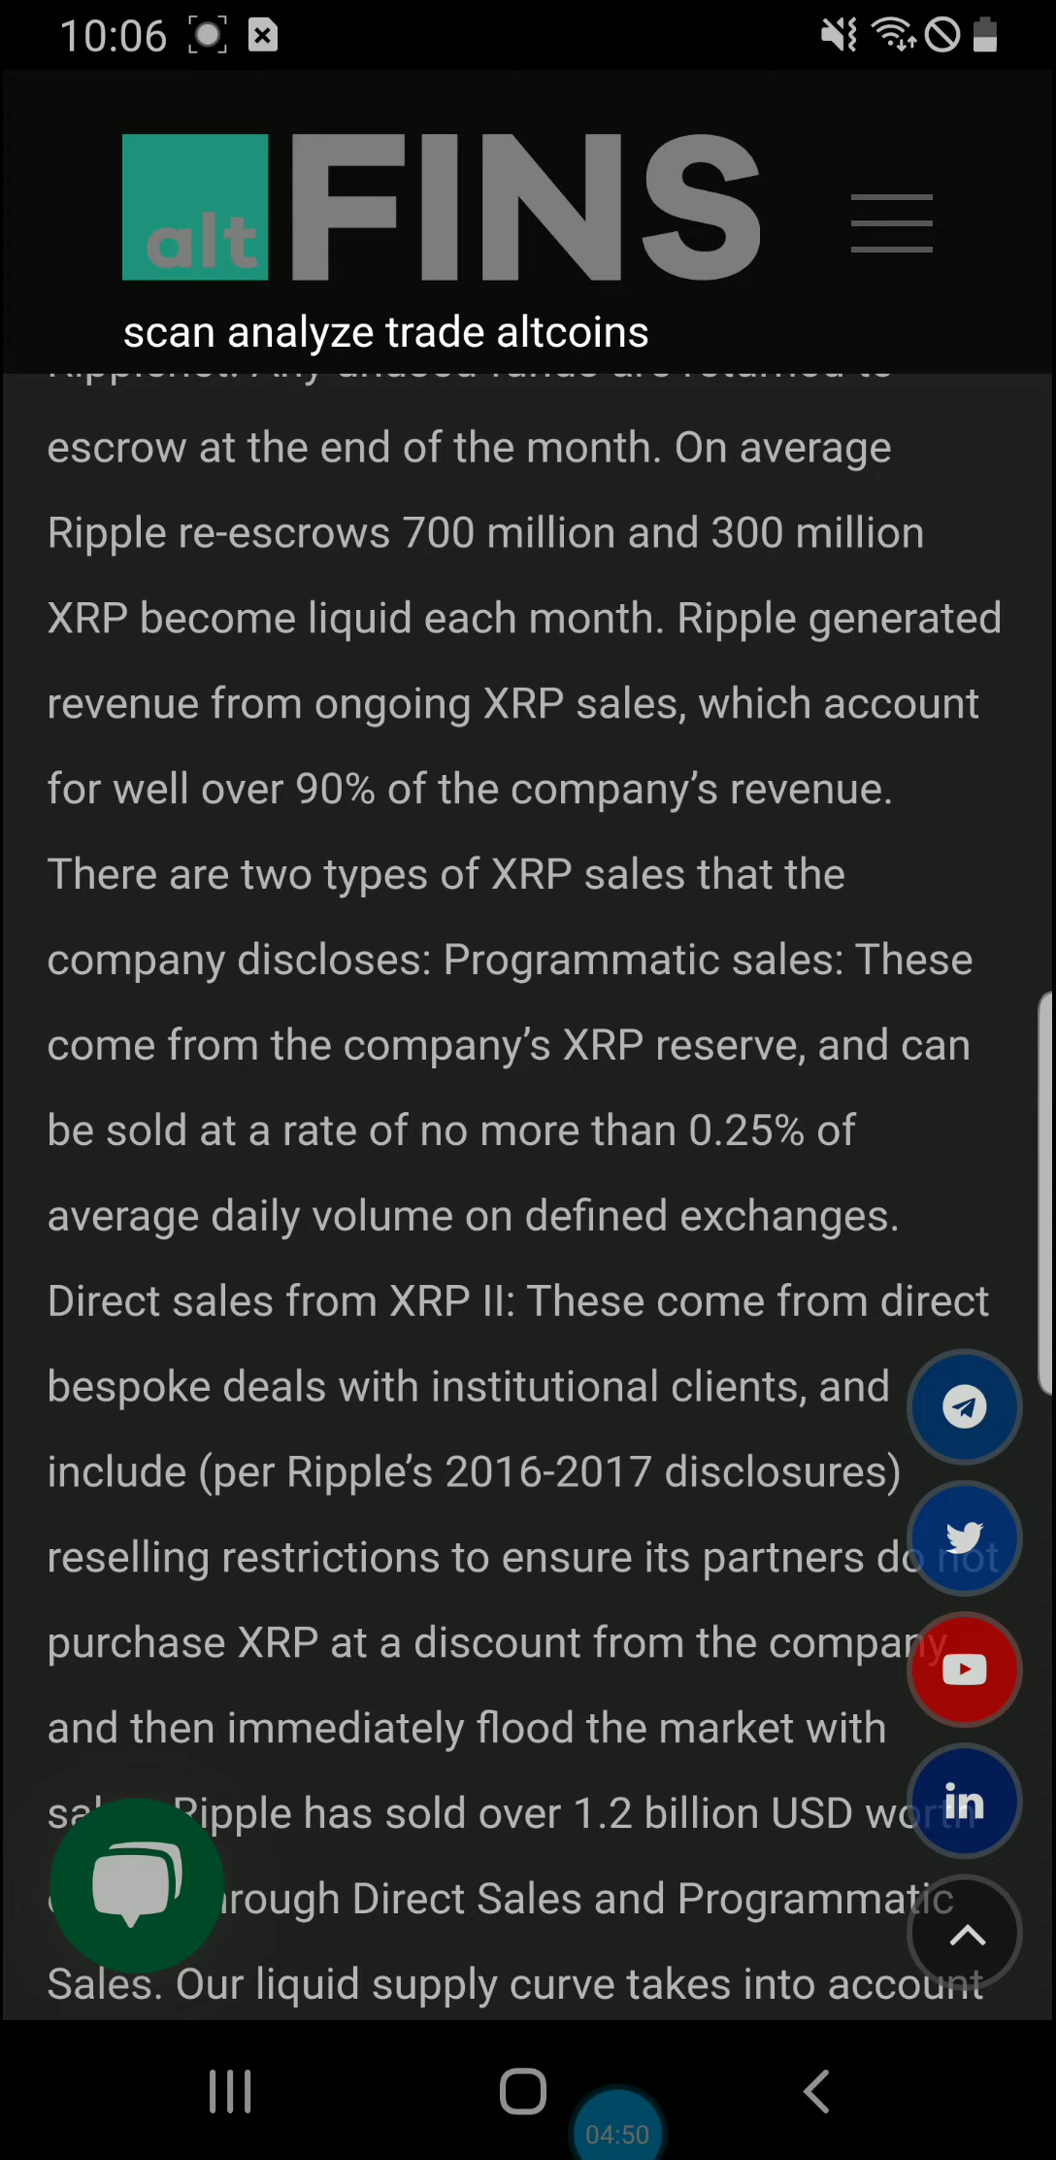 10:06
alt FINS
scan analyze trade altcoins
escrow at the end of the month. On average
Ripple re-escrows 700 million and 300 million
XRP become liquid each month. Ripple generated
revenue from ongoing XRP sales, which account
for well over 90% of the company’s revenue.
There are two types of XRP sales that the
company discloses: Programmatic sales: These
come from the company’s XRP reserve, and can
be sold at a rate of no more than 0.25% of
average daily volume on defined exchanges.
Direct sales from XRP II: These come from direct
bespoke deals with institutional clients, and
include (per Ripple’s 2016-2017 disclosures)
reselling restrictions to ensure its partners do not
purchase XRP at a discount from the company
and then immediately flood the market with
Ripple has sold over 1.2 billion USD worth
through Direct Sales and Programmatic
Sales. Our liquid supply curve takes into account
in
04:50